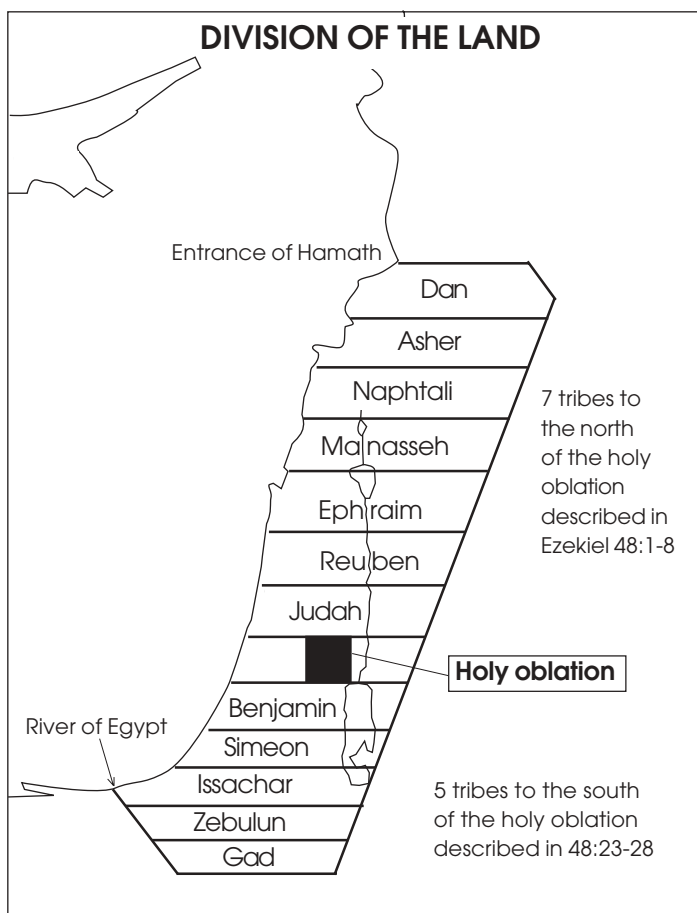 DIVISION OF THE LAND
Entrance of Hamath
Dan
Asher
Naphtali
Manasseh
Ephraim
Reuben
Judah
7 tribes to
the north
of the holy
oblation
described in
Ezekiel 48:1-8
Holy oblation
Benjamin
River of Egypt
Simeon
Issachar
Zebulun
Gad
5 tribes to the south
of the holy oblation
described in 48:23-28